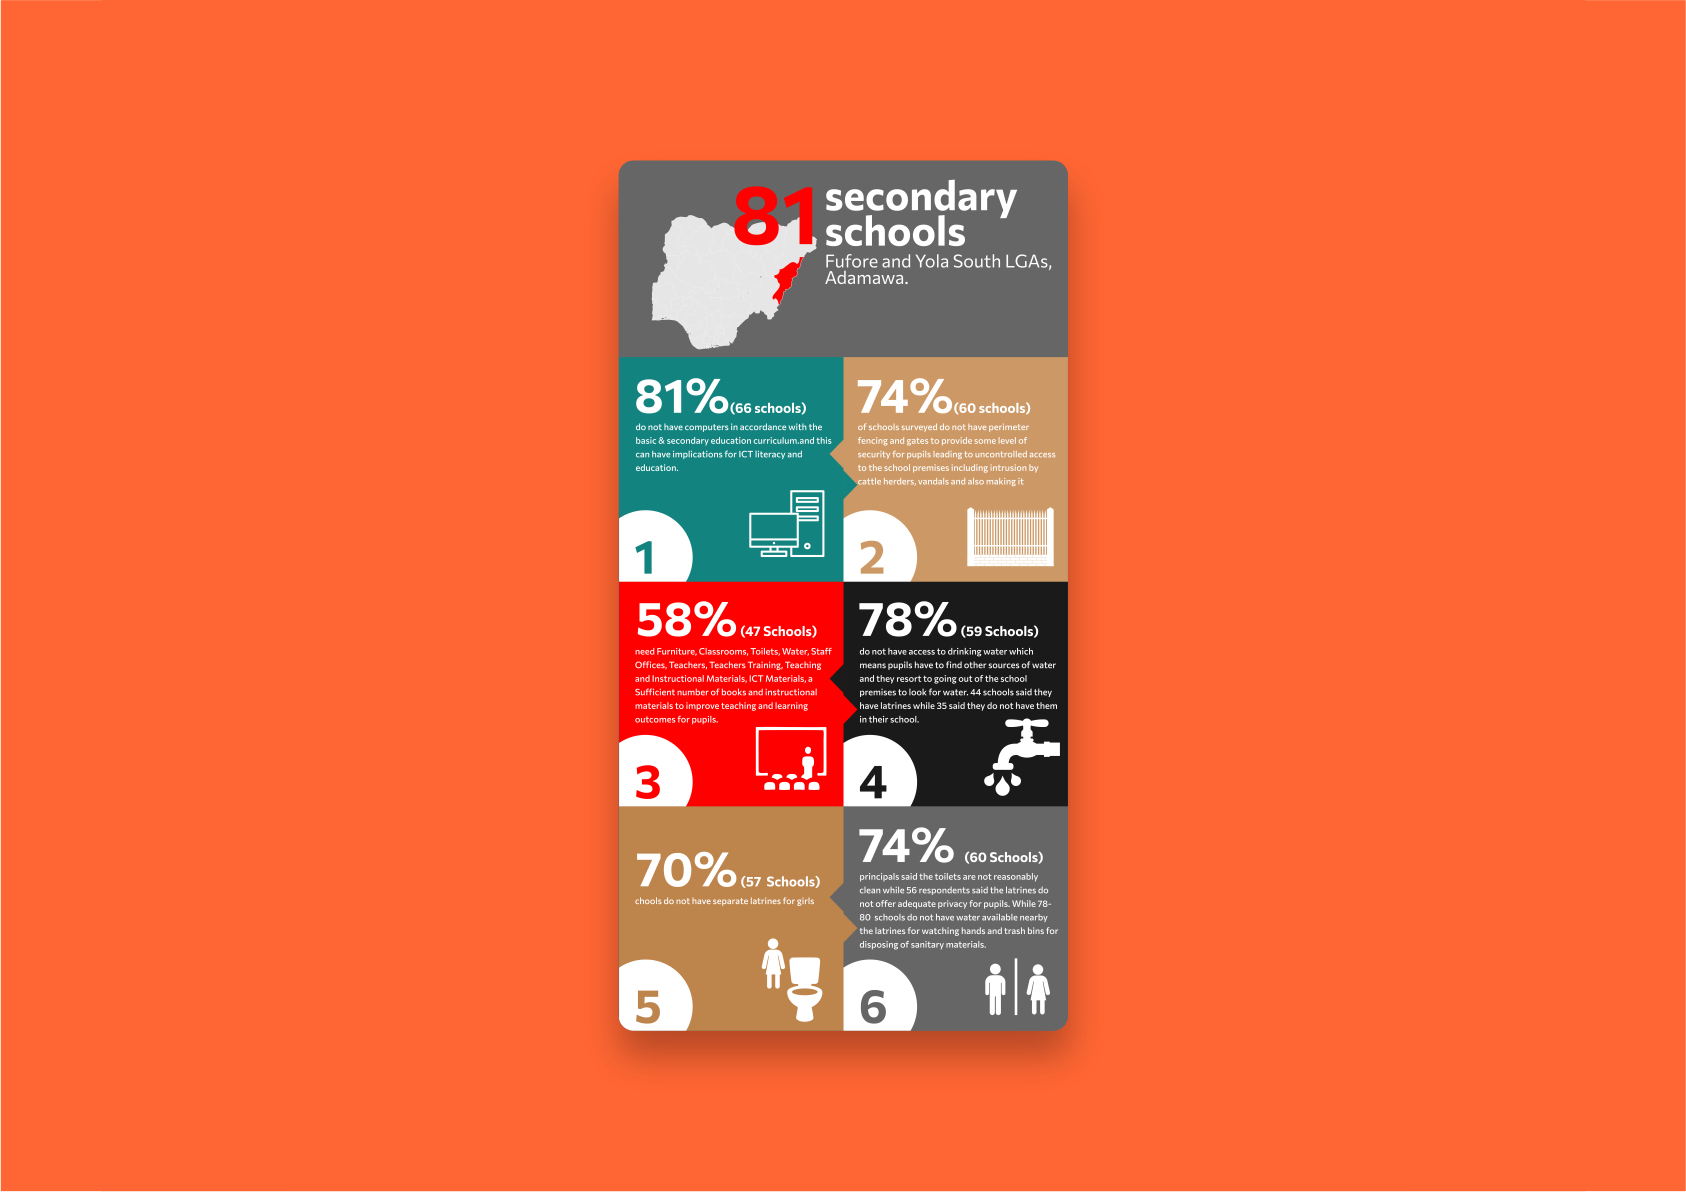 81 secondary
schools
Fufore and Yola South LGAs,
Adamawa.
81% (66 schools)
do not have computers in accordance with the
basic & secondary education curriculum.and this
can have implications for ICT literacy and
education.
1
74% (60 schools)
of schools surveyed do not have perimeter
fencing and gates to provide some level of
security for pupils leading to uncontrolled access
to the school premises including intrusion by
cattle herders, vandals and also making it
2
58% (47 Schools)
need Furniture, Classrooms, Toilets, Water, Staff
Offices, Teachers, Teachers Training, Teaching
and Instructional Materials, ICT Materials, a
Sufficient number of books and instructional
materials to improve teaching and learning
outcomes for pupils.
3
78% (59 Schools)
do not have access to drinking water which
means pupils have to find other sources of water
and they resort to going out of the school
premises to look for water. 44 schools said they
have latrines while 35 said they do not have them
in their school.
4
70% (57 Schools)
chools do not have separate latrines for girls
5
74% (60 Schools)
principals said the toilets are not reasonably
clean while 56 respondents said the latrines do
not offer adequate privacy for pupils. While 78-
80 schools do not have water available nearby
the latrines for watching hands and trash bins for
disposing of sanitary materials.
6